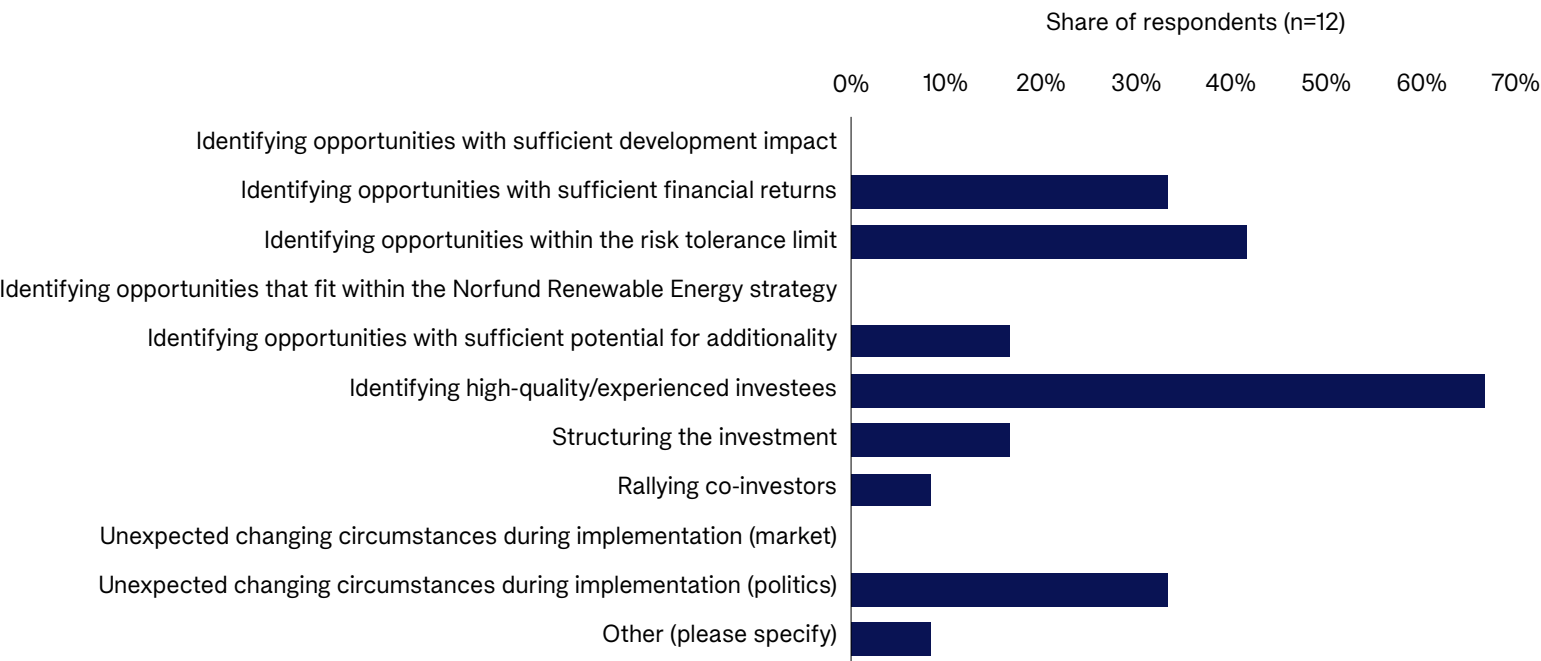 Share of respondents (n=12)
0% 10% 20% 30% 40% 50% 60% 70%
Identifying opportunities with sufficient development impact
Identifying opportunities with sufficient financial returns
Identifying opportunities within the risk tolerance limit
Identifying opportunities that fit within the Norfund Renewable Energy strategy
Identifying opportunities with sufficient potential for additionality
Identifying high-quality/experienced investees
Structuring the investment
Rallying co-investors
Unexpected changing circumstances during implementation (market)
Unexpected changing circumstances during implementation (politics)
Other (please specify)